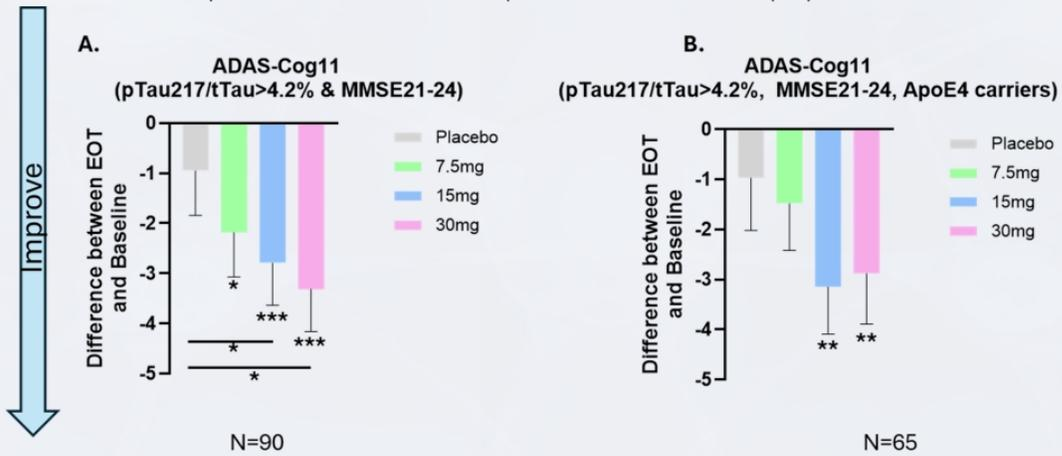 Improve
A.
ADAS-Cog11
(pTau217/tTau>4.2% & MMSE21-24)
Difference between EOT
and Baseline
0
-1
-2
-3
-4
-5
*
***
***
*
*
Placebo
7.5mg
15mg
30mg
N=90
B.
ADAS-Cog11
(pTau217/tTau>4.2%, MMSE21-24, ApoE4 carriers)
Difference between EOT
and Baseline
0
-1
-2
-3
-4
-5
**
**
Placebo
7.5mg
15mg
30mg
N=65